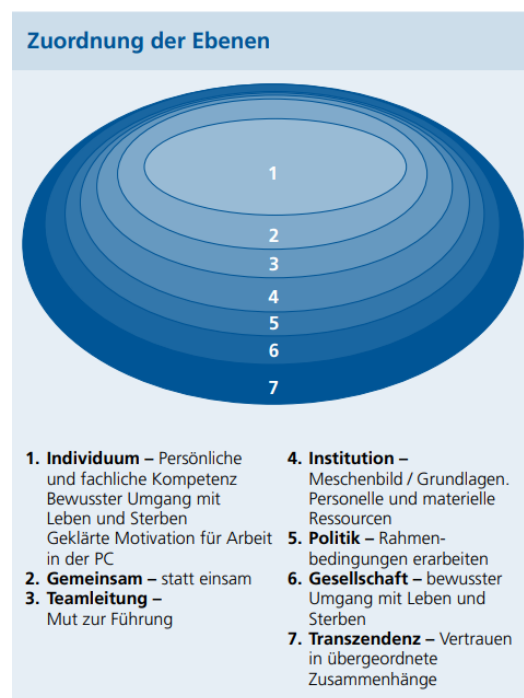 Zuordnung der Ebenen
1
2
3
4
5
6
7
1. Individuum – Persönliche
und fachliche Kompetenz
Bewusster Umgang mit
Leben und Sterben
Geklärte Motivation für Arbeit
in der PC
2. Gemeinsam – statt einsam
3. Teamleitung –
Mut zur Führung
4. Institution –
Meschenbild / Grundlagen.
Personelle und materielle
Ressourcen
5. Politik – Rahmen-
bedingungen erarbeiten
6. Gesellschaft – bewusster
Umgang mit Leben und
Sterben
7. Transzendenz – Vertrauen
in übergeordnete
Zusammenhänge